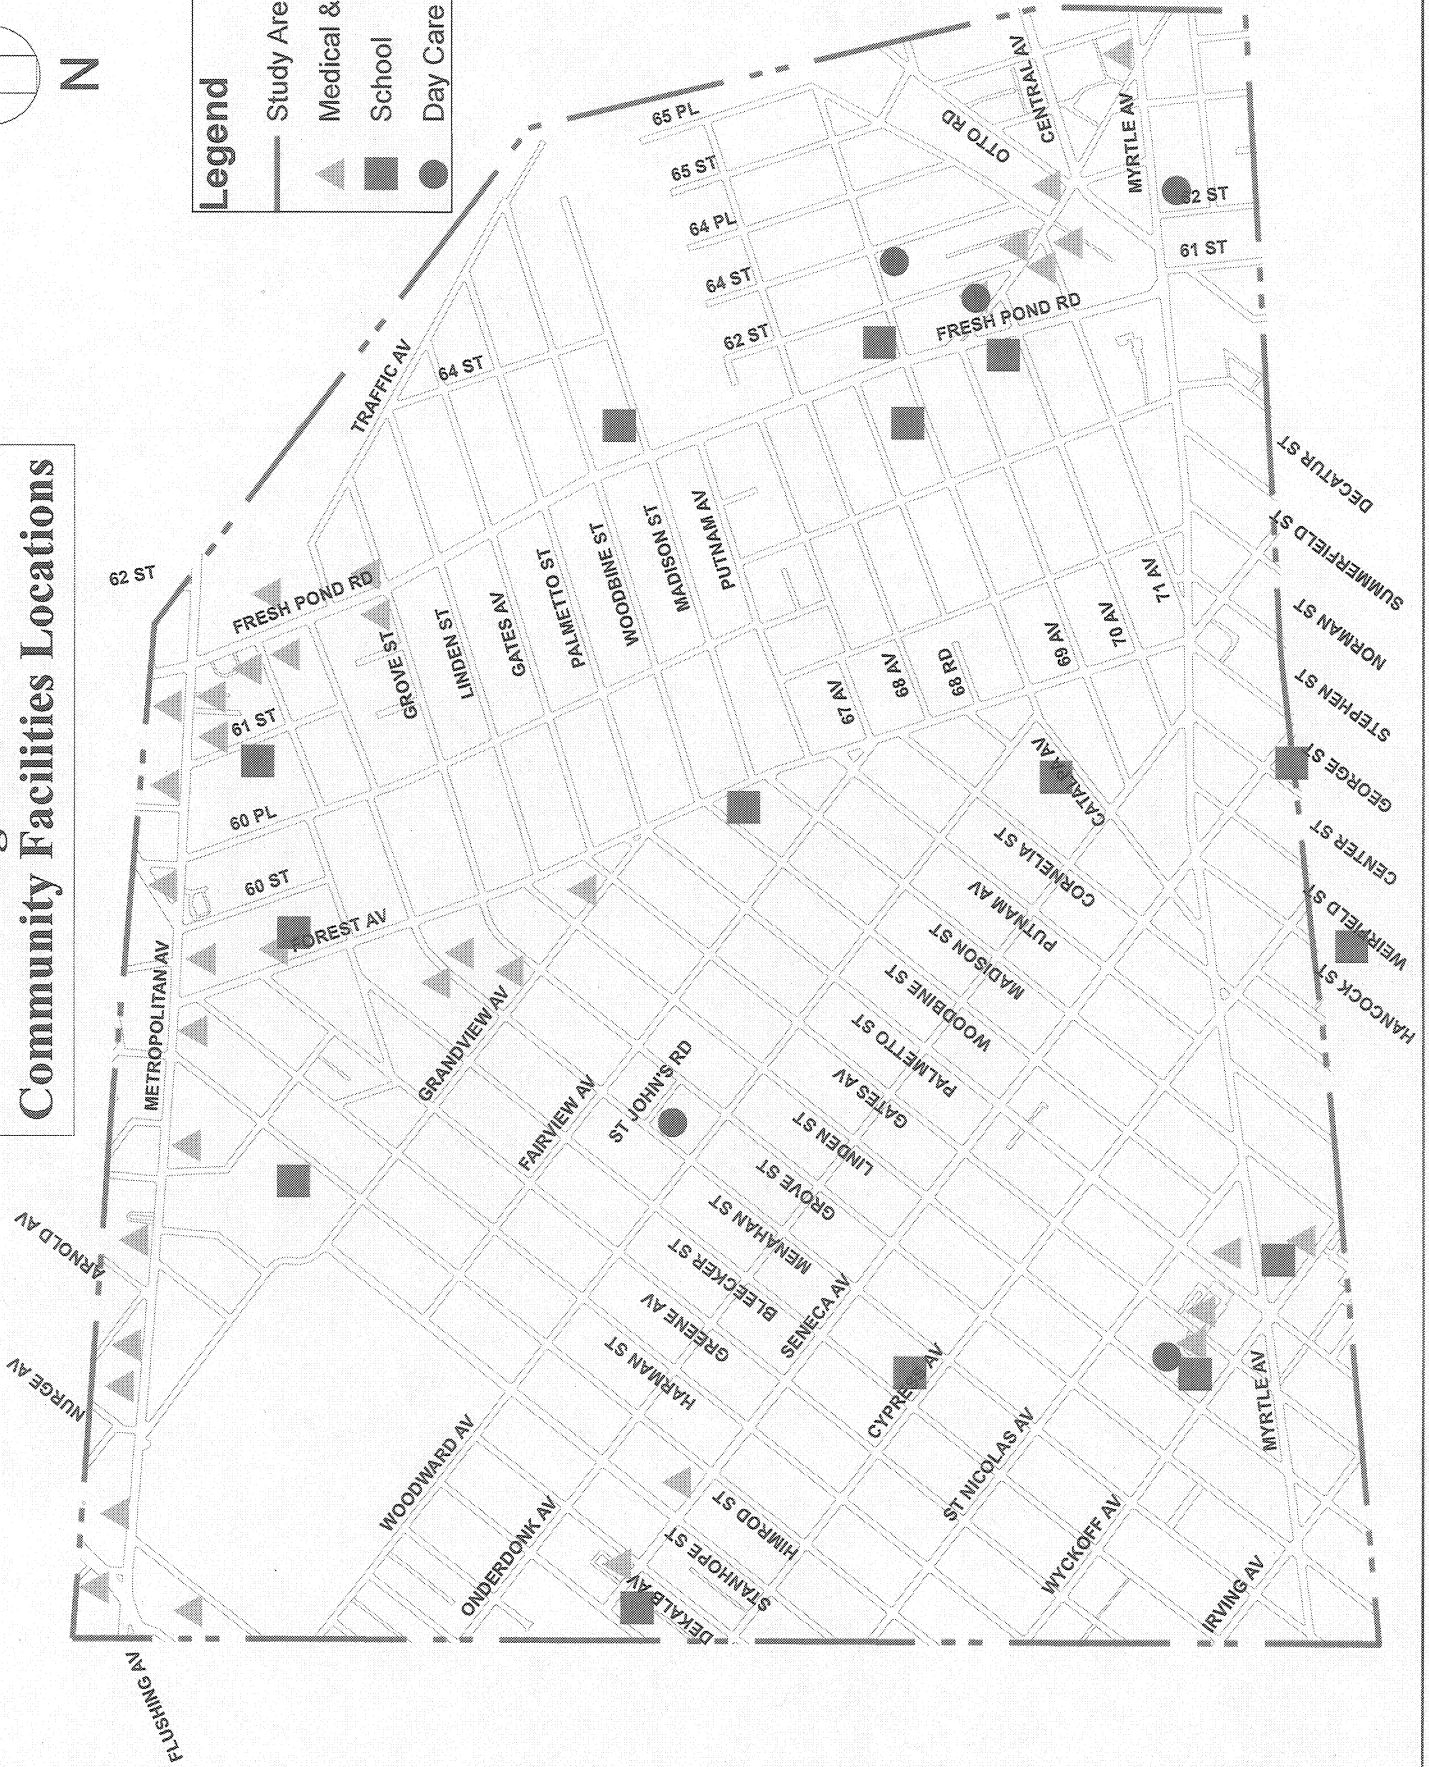 Community Facilities Locations
N
Legend
Study Are
Medical &
School
Day Care
62 ST
TRAFFIC AV
64 ST
65 PL
65 ST
64 PL
64 ST
62 ST
OTTO RD
CENTRAL AV
MYRTLE AV
62 ST
61 ST
FRESH POND RD
FRESH POND RD
61 ST
60 PL
60 ST
FOREST AV
METROPOLITAN AV
GROVE ST
LINDEN ST
GATES AV
PALMETTO ST
WOODBINE ST
MADISON ST
PUTNAM AV
67 AV
68 AV
68 RD
69 AV
70 AV
71 AV
DECATUR ST
SUMMERFIELD ST
NORMAN ST
STEPHEN ST
GEORGE ST
CENTER ST
WEIRFIELD ST
HANCOCK ST
CATALPA AV
CORNELIA ST
PUTNAM AV
MADISON ST
WOODBINE ST
PALMETTO ST
GATES AV
LINDEN ST
GROVE ST
MENAHAN ST
BLEECKER ST
GREENE AV
HARMAN ST
HIMROD ST
STANHOPE ST
DEKALB AV
GRANDVIEW AV
FAIRVIEW AV
ST JOHN'S RD
SENECA AV
CYPRESS AV
ST NICOLAS AV
WYCKOFF AV
IRVING AV
MYRTLE AV
WOODWARD AV
ONDERDONK AV
ARNOLD AV
NURGE AV
FLUSHING AV